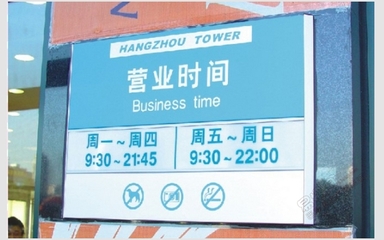 HANGZHOU TOWER
营业时间
Business time
周一~周四 周五~周日
9:30~21:45 9:30~22:00